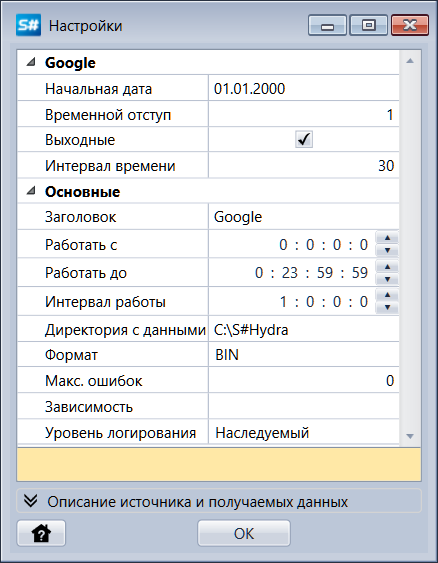 S# Настройки
Google
Начальная дата 01.01.2000
Временной отступ 1
Выходные
Интервал времени 30
Основные
Заголовок Google
Работать с 0 : 0 : 0 : 0
Работать до 0 : 23 : 59 : 59
Интервал работы 1 : 0 : 0 : 0
Директория с данными C:\S#Hydra
Формат BIN
Макс. ошибок 0
Зависимость
Уровень логирования Наследуемый
Описание источника и получаемых данных
OK